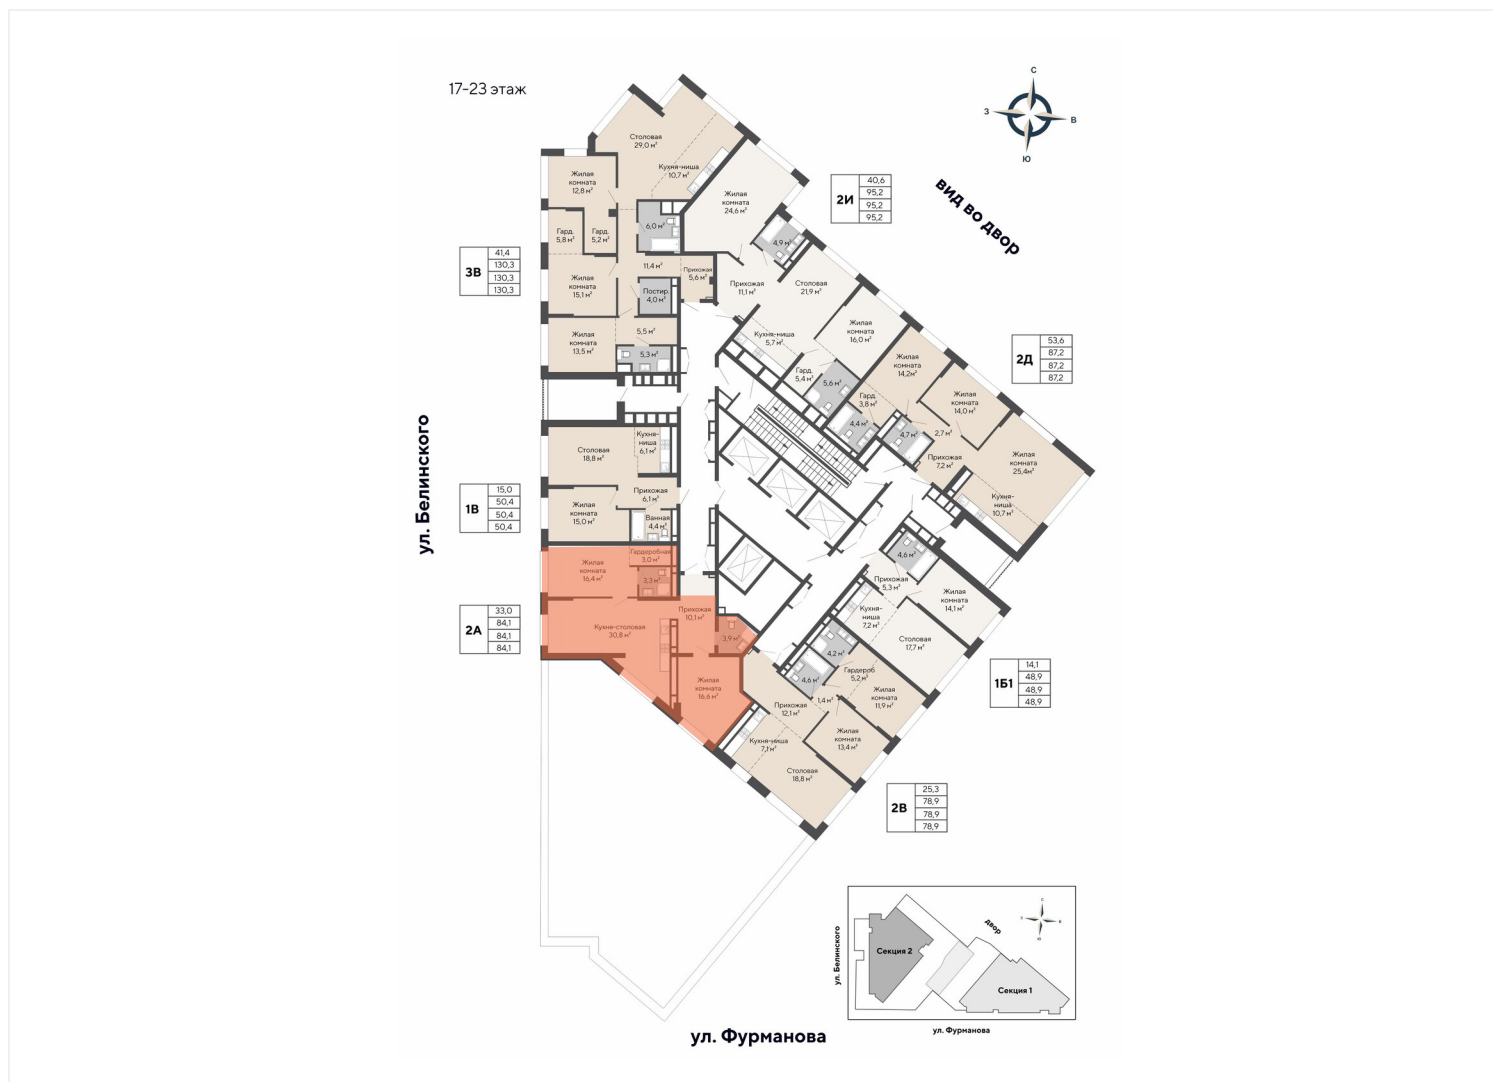 17-23 этаж
С
З
В
Ю
вид во двор
Столовая
29,0 м²
Кухня-ниша
10,7 м²
Жилая
комната
12,8 м²
Гард.
5,8 м²
Гард.
5,2 м²
6,0 м²
Жилая
комната
24,6 м²
4,9 м²
2И
40,6
95,2
95,2
95,2
3В
41,4
130,3
130,3
130,3
11,4 м²
Прихожая
5,6 м²
Жилая
комната
15,1 м²
Постир.
4,0 м²
Прихожая
11,1 м²
Столовая
21,9 м²
Жилая
комната
13,5 м²
5,5 м²
5,3 м²
Кухня-ниша
5,7 м²
Жилая
комната
16,0 м²
Гард.
5,4 м²
5,6 м²
Жилая
комната
14,2м²
Гард.
3,8 м²
4,4 м²
Жилая
комната
14,0 м²
4,7 м²
2,7 м²
2Д
53,6
87,2
87,2
87,2
Прихожая
7,2 м²
Жилая
комната
25,4м²
Кухня-
ниша
10,7 м²
ул. Белинского
Столовая
18,8 м²
Кухня-
ниша
6,1 м²
Прихожая
6,1 м²
Жилая
комната
15,0 м²
Ванная
4,4 м²
1В
15,0
50,4
50,4
50,4
Жилая
комната
16,4 м²
Гардеробная
3,0 м²
3,3 м²
Прихожая
10,1 м²
Кухня-столовая
30,8 м²
3,9 м²
Жилая
комната
16,6 м²
2А
33,0
84,1
84,1
84,1
4,6 м²
Прихожая
5,3 м²
Жилая
комната
14,1 м²
Кухня-
ниша
7,2 м²
Столовая
17,7 м²
1Б1
14,1
48,9
48,9
48,9
4,2 м²
4,6 м²
Гардероб
5,2 м²
1,4 м²
Жилая
комната
11,9 м²
Прихожая
12,1 м²
Жилая
комната
13,4 м²
Кухня-ниша
7,1 м²
Столовая
18,8 м²
2В
25,3
78,9
78,9
78,9
ул. Белинского
Секция 2
двор
Секция 1
ул. Фурманова
ул. Фурманова